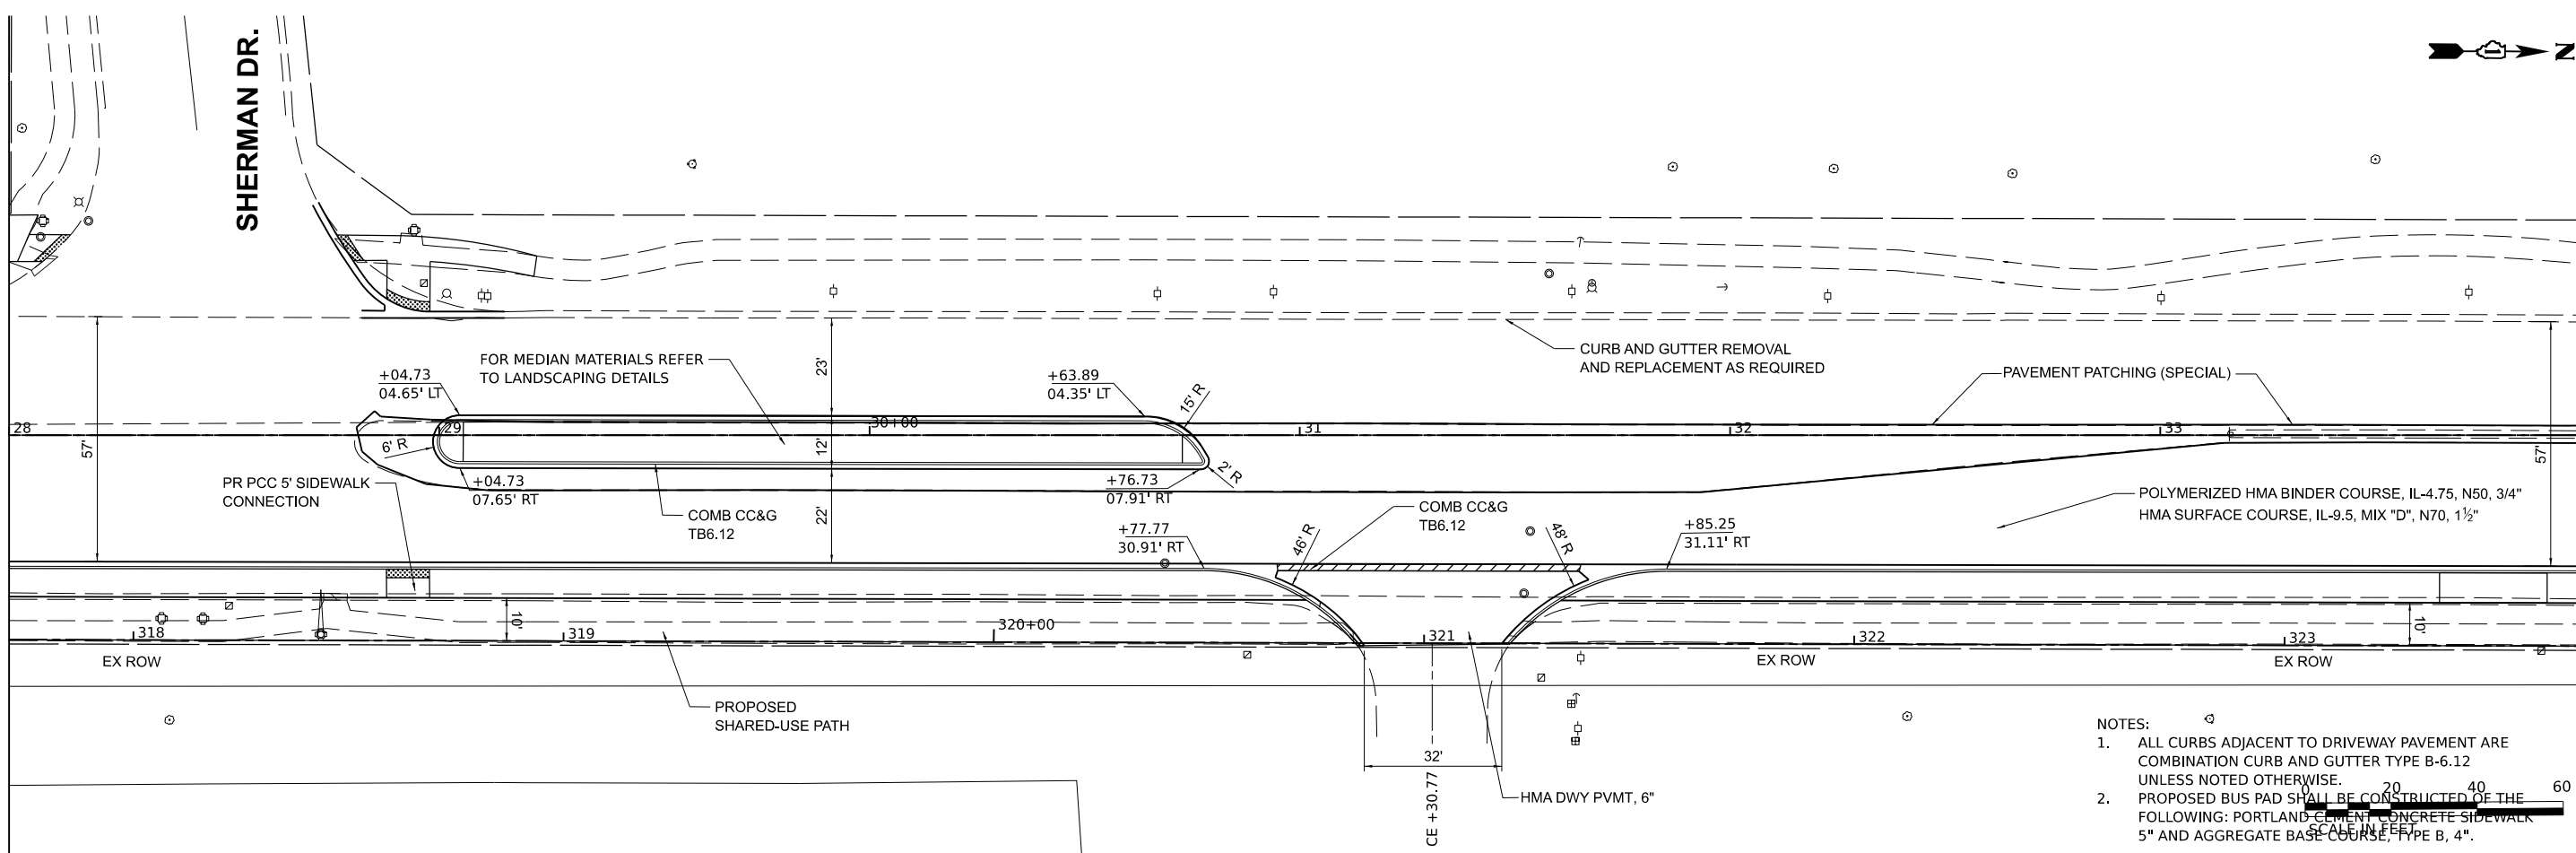 SHERMAN DR.
N
FOR MEDIAN MATERIALS REFER
TO LANDSCAPING DETAILS
+04.73
04.65' LT
+63.89
04.35' LT
15' R
23'
CURB AND GUTTER REMOVAL
AND REPLACEMENT AS REQUIRED
PAVEMENT PATCHING (SPECIAL)
28
29
30+00
31
32
33
57'
6' R
12'
2' R
57'
PR PCC 5' SIDEWALK
CONNECTION
+04.73
07.65' RT
+76.73
07.91' RT
COMB CC&G
TB6.12
22'
COMB CC&G
TB6.12
POLYMERIZED HMA BINDER COURSE, IL-4.75, N50, 3/4"
HMA SURFACE COURSE, IL-9.5, MIX "D", N70, 1½"
+77.77
30.91' RT
46' R
48' R
+85.25
31.11' RT
10'
10'
318
319
320+00
321
322
323
EX ROW
EX ROW
EX ROW
PROPOSED
SHARED-USE PATH
32'
CE +30.77
HMA DWY PVMT, 6"
NOTES:
1. ALL CURBS ADJACENT TO DRIVEWAY PAVEMENT ARE
COMBINATION CURB AND GUTTER TYPE B-6.12
UNLESS NOTED OTHERWISE.
2. PROPOSED BUS PAD SHALL BE CONSTRUCTED OF THE
FOLLOWING: PORTLAND CEMENT CONCRETE SIDEWALK
5" AND AGGREGATE BASE COURSE, TYPE B, 4".
0 20 40 60
SCALE IN FEET